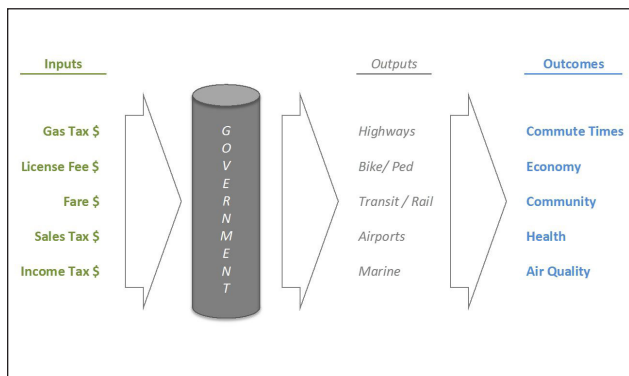 Inputs
Gas Tax $
License Fee $
Fare $
Sales Tax $
Income Tax $
GOVERNMENT
Outputs
Highways
Bike/ Ped
Transit / Rail
Airports
Marine
Outcomes
Commute Times
Economy
Community
Health
Air Quality